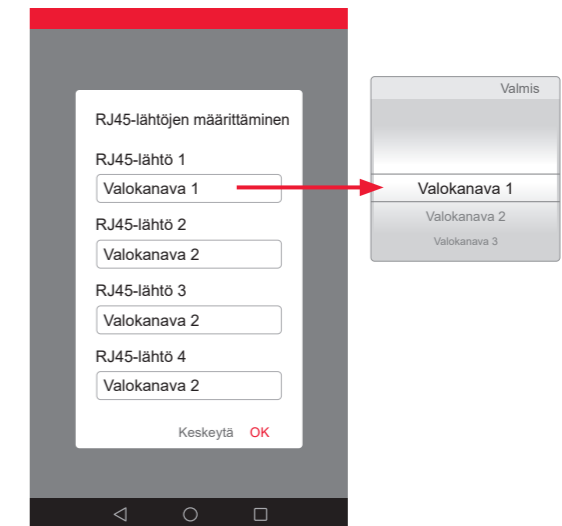 RJ45-lähtöjen määrittäminen
RJ45-lähtö 1
Valokanava 1
RJ45-lähtö 2
Valokanava 2
RJ45-lähtö 3
Valokanava 2
RJ45-lähtö 4
Valokanava 2
Keskeytä OK
Valmis
Valokanava 1
Valokanava 2
Valokanava 3